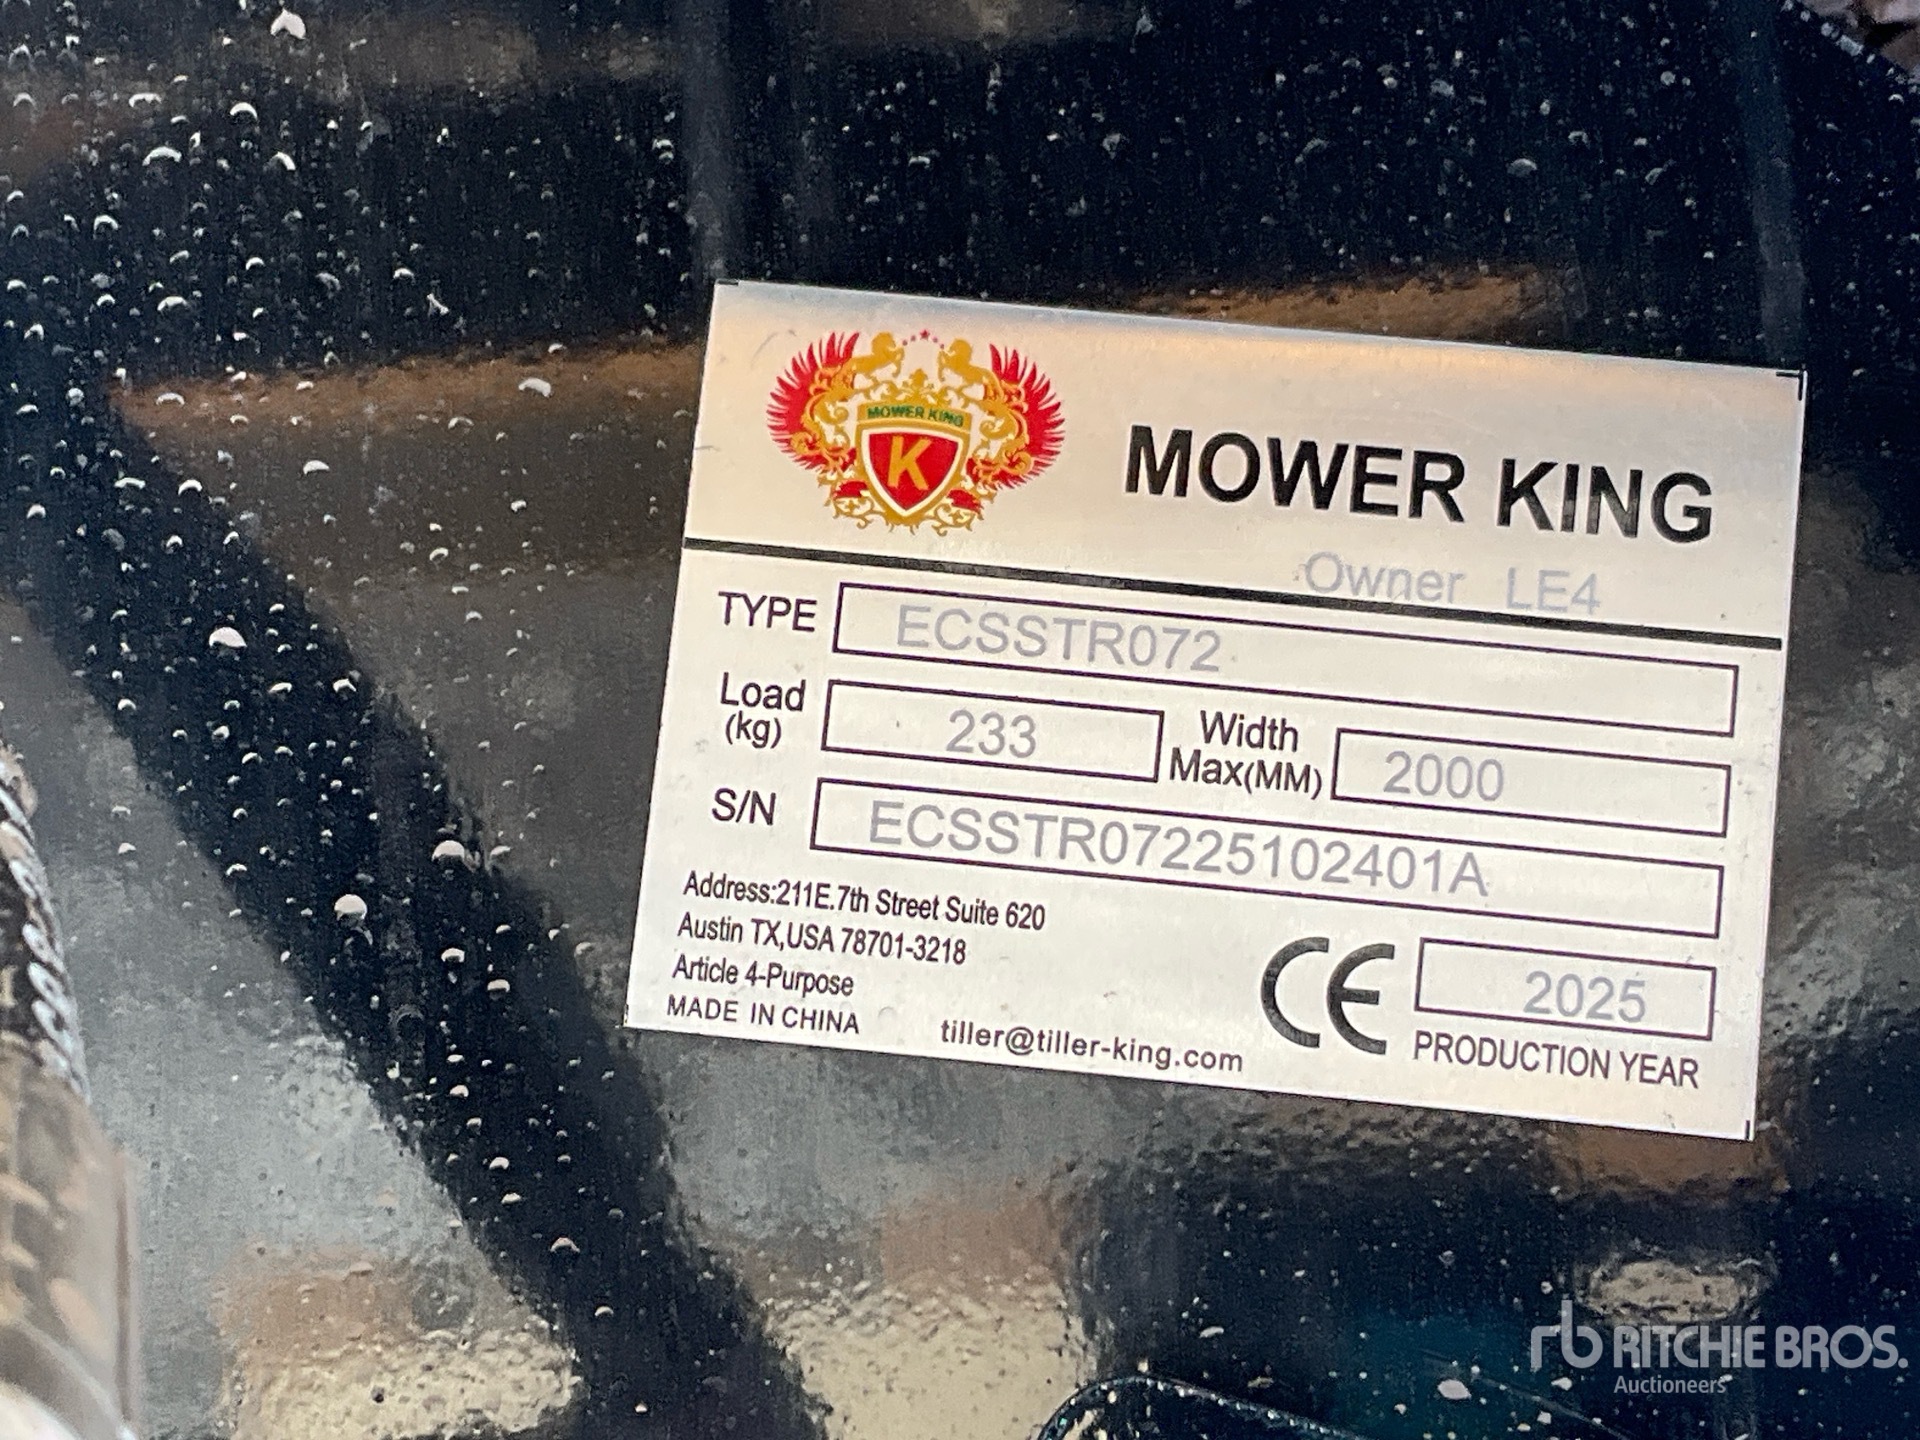 MOWER KING
K
MOWER KING
Owner LE4
TYPE ECSSTR072
Load (kg) 233 Width Max(MM) 2000
S/N ECSSTR07225102401A
Address:211E.7th Street Suite 620
Austin TX,USA 78701-3218
Article 4-Purpose
MADE IN CHINA
tiller@tiller-king.com
CE 2025
PRODUCTION YEAR
rb RITCHIE BROS.
Auctioneers